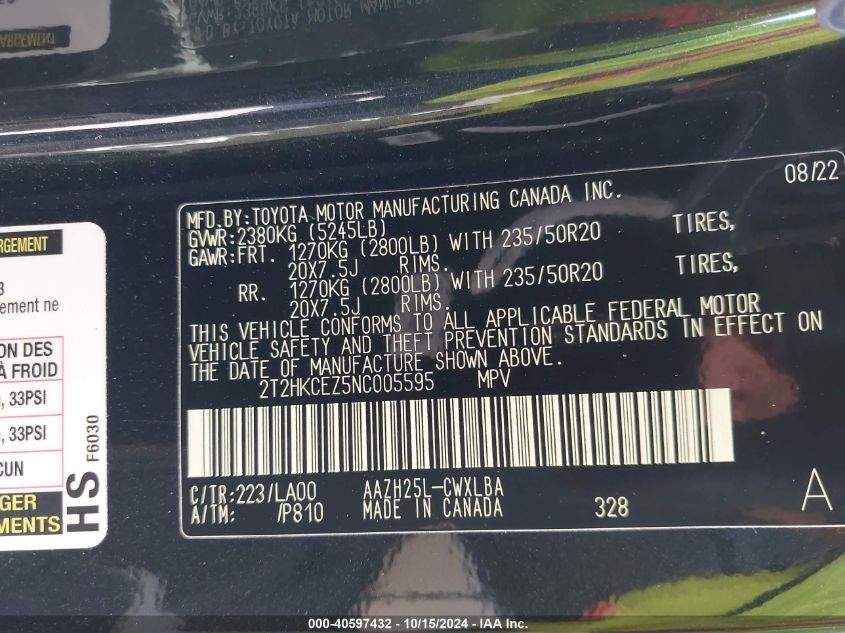 ARGEMENT
RGEMENT
3
ement ne
ON DES
À FROID
, 33PSI
, 33PSI
CUN
GER
MENTS
HS
F6030
08/22
MFD.BY:TOYOTA MOTOR MANUFACTURING CANADA INC.
GVWR:2380KG (5245LB)
GAWR:FRT. 1270KG (2800LB) WITH 235/50R20 TIRES,
20X7.5J RIMS.
RR. 1270KG (2800LB) WITH 235/50R20 TIRES,
20X7.5J RIMS.
THIS VEHICLE CONFORMS TO ALL APPLICABLE FEDERAL MOTOR
VEHICLE SAFETY AND THEFT PREVENTION STANDARDS IN EFFECT ON
THE DATE OF MANUFACTURE SHOWN ABOVE.
2T2HKCEZ5NC005595 MPV
C/TR:223/LA00 AAZH25L-CWXLBA
A/TM: /P810 MADE IN CANADA 328 A
000-40597432 - 10/15/2024 - IAA Inc.